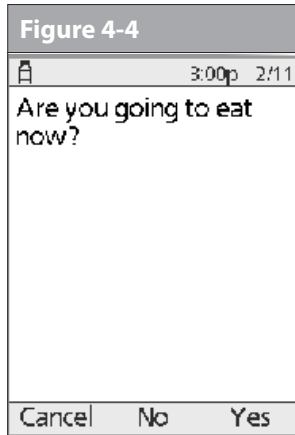 Figure 4-4
3:00p 2/11
Are you going to eat
now?
Cancel No Yes